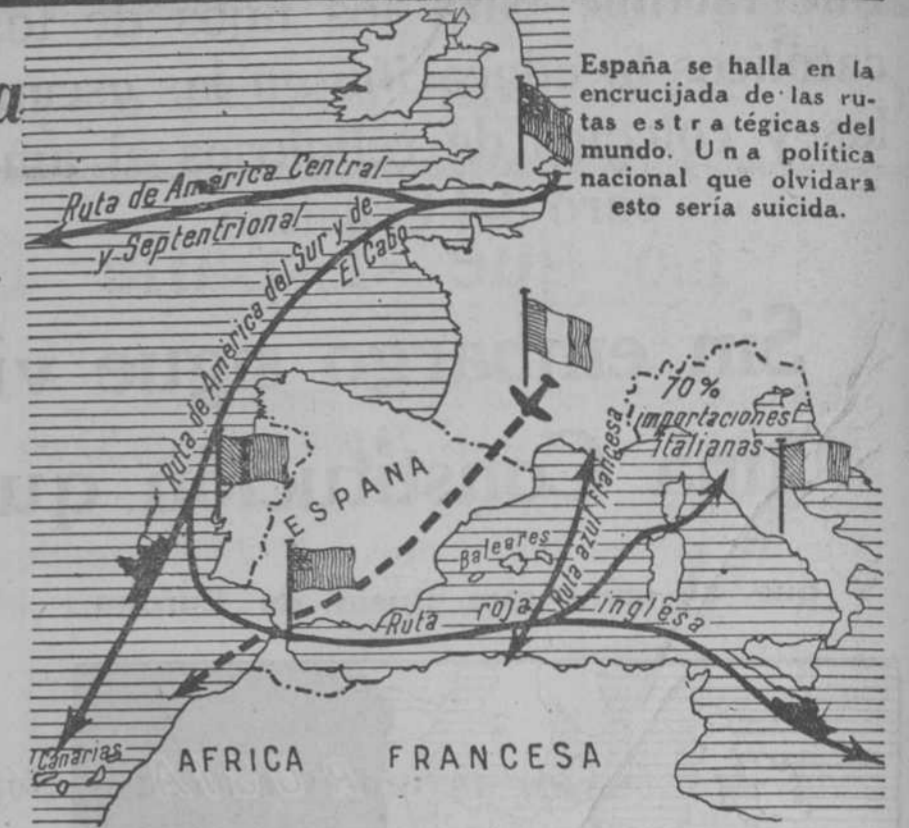 España se halla en la
encrucijada de las ru-
tas estratégicas del
mundo. Una política
nacional que olvidara
esto sería suicida.
Ruta de América Central
y Septentrional
Ruta de América del Sur y de
El Cabo
70%
importaciones
Italianas
ESPAÑA
Baleares
Ruta azul francesa
Ruta roja inglesa
Canarias
AFRICA FRANCESA